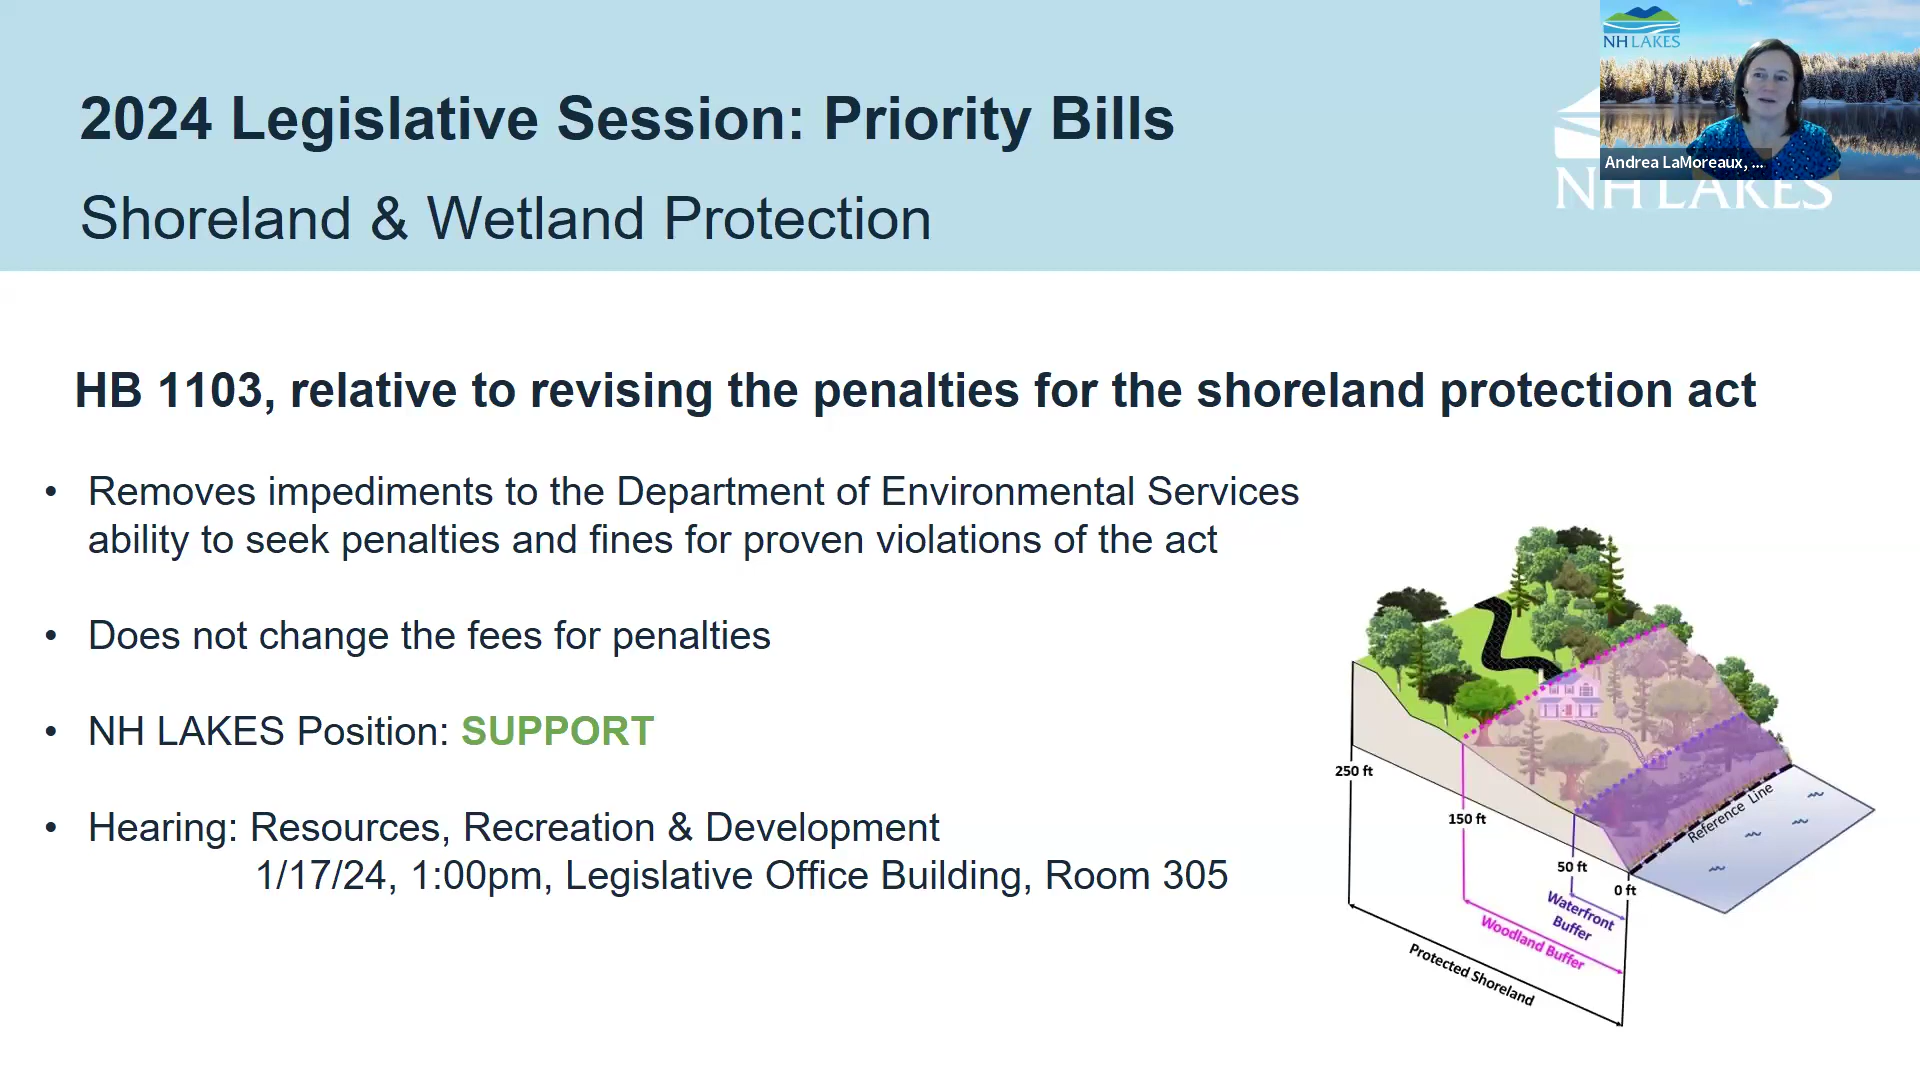 NH LAKES
2024 Legislative Session: Priority Bills
Andrea LaMoreaux, ...
NH LAKES
Shoreland & Wetland Protection
HB 1103, relative to revising the penalties for the shoreland protection act
• Removes impediments to the Department of Environmental Services
ability to seek penalties and fines for proven violations of the act
• Does not change the fees for penalties
• NH LAKES Position: SUPPORT
• Hearing: Resources, Recreation & Development
1/17/24, 1:00pm, Legislative Office Building, Room 305
250 ft
150 ft
50 ft
0 ft
Reference Line
Waterfront
Buffer
Woodland Buffer
Protected Shoreland